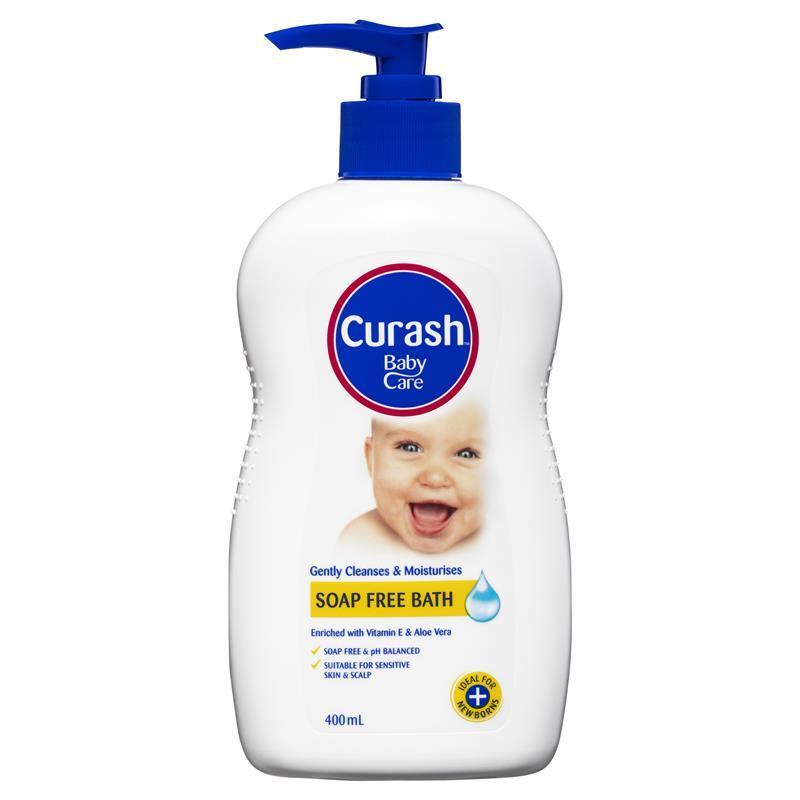 Curash™
Baby
Care
Gently Cleanses & Moisturises
SOAP FREE BATH
Enriched with Vitamin E & Aloe Vera
✓ SOAP FREE & pH BALANCED
✓ SUITABLE FOR SENSITIVE
SKIN & SCALP
IDEAL FOR
NEWBORNS
400mL